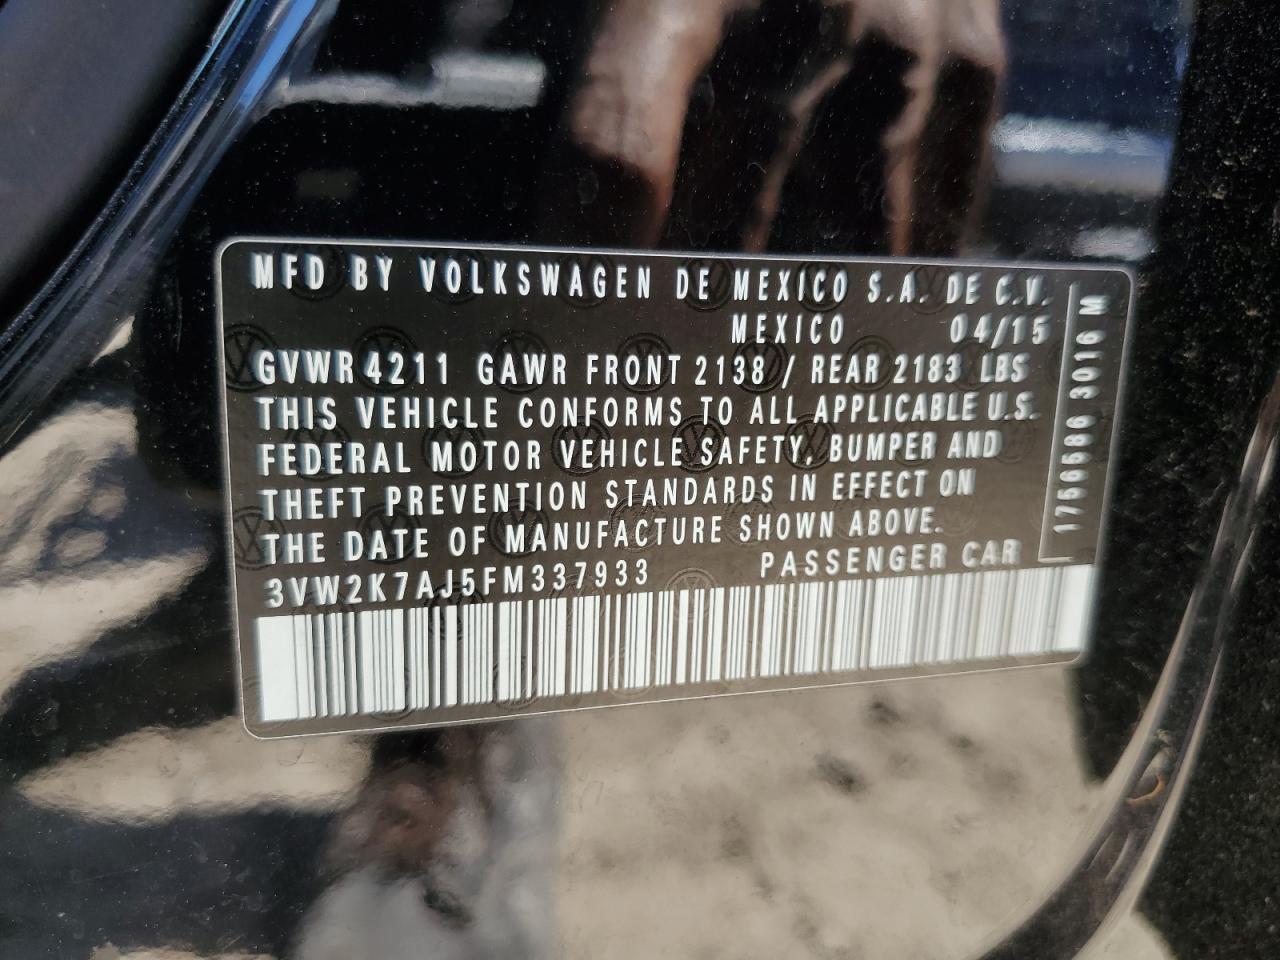 MFD BY VOLKSWAGEN DE MEXICO S.A. DE C.V.
MEXICO 04/15
GVWR 4211 GAWR FRONT 2138 / REAR 2183 LBS
THIS VEHICLE CONFORMS TO ALL APPLICABLE U.S.
FEDERAL MOTOR VEHICLE SAFETY, BUMPER AND
THEFT PREVENTION STANDARDS IN EFFECT ON
THE DATE OF MANUFACTURE SHOWN ABOVE.
3VW2K7AJ5FM337933 PASSENGER CAR
1756586 3016 M